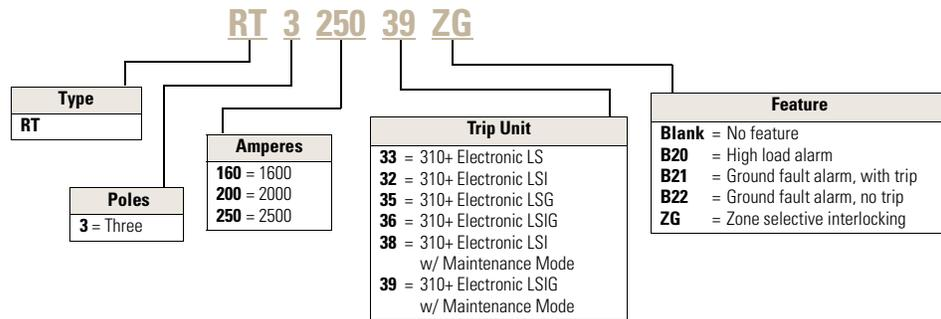 RT 3 250 39 ZG
Type
RT
Poles
3 = Three
Amperes
160 = 1600
200 = 2000
250 = 2500
Trip Unit
33 = 310+ Electronic LS
32 = 310+ Electronic LSI
35 = 310+ Electronic LSG
36 = 310+ Electronic LSIG
38 = 310+ Electronic LSI
w/ Maintenance Mode
39 = 310+ Electronic LSIG
w/ Maintenance Mode
Feature
Blank = No feature
B20 = High load alarm
B21 = Ground fault alarm, with trip
B22 = Ground fault alarm, no trip
ZG = Zone selective interlocking